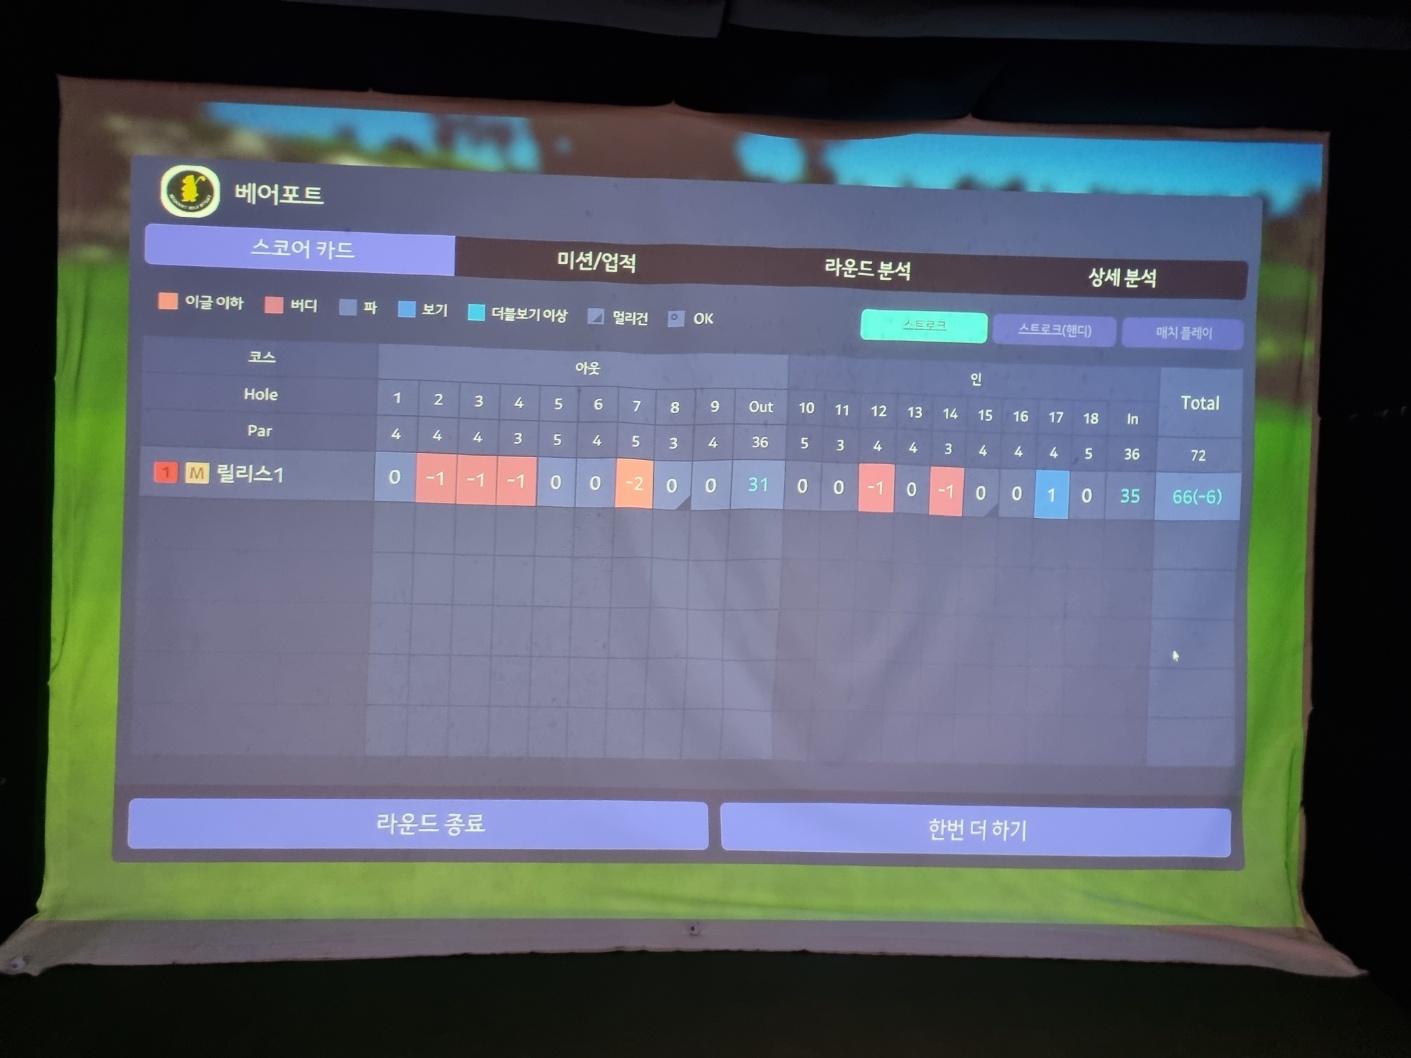 베어포트
스코어 카드 미션/업적 라운드 분석 상세 분석
이글 이하 버디 파 보기 더블보기 이상 멀리건 OK
스트로크 스트로크(핸디) 매치 플레이
코스 아웃 인
Hole 1 2 3 4 5 6 7 8 9 Out 10 11 12 13 14 15 16 17 18 In Total
Par 4 4 4 3 5 4 5 3 4 36 5 3 4 4 3 4 4 4 5 36 72
1 M 릴리스1 0 -1 -1 -1 0 0 -2 0 0 31 0 0 -1 0 -1 0 0 1 0 35 66(-6)
라운드 종료 한번 더 하기